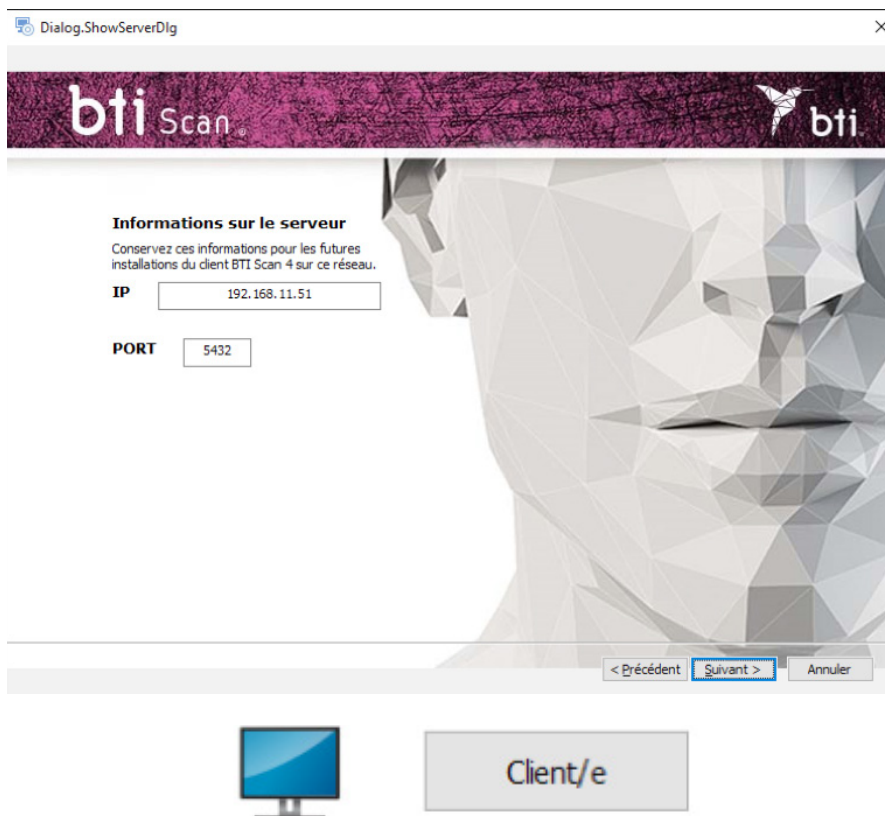 Dialog.ShowServerDlg
bti Scan ®
bti
Informations sur le serveur
Conservez ces informations pour les futures
installations du client BTI Scan 4 sur ce réseau.
IP 192.168.11.51
PORT 5432
< Précédent Suivant > Annuler
Client/e